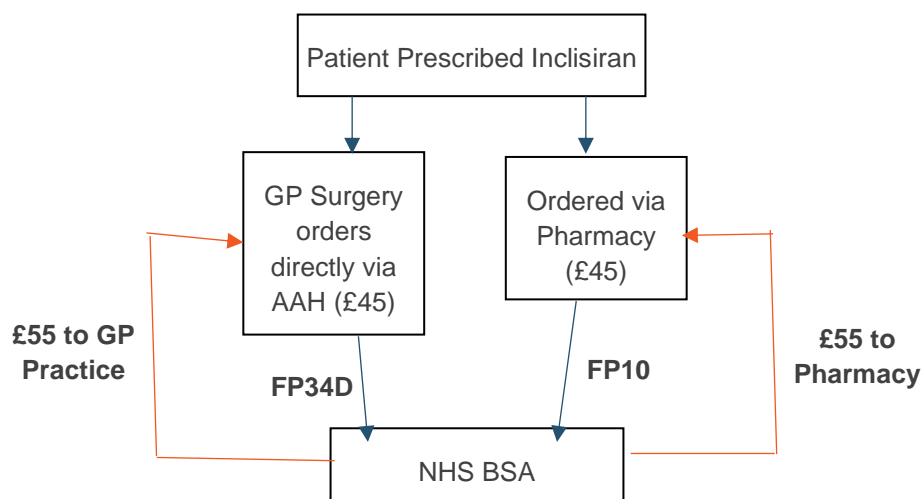 Patient Prescribed Inclisiran
GP Surgery
orders
directly via
AAH (£45)
Ordered via
Pharmacy
(£45)
£55 to GP
Practice
FP34D
FP10
£55 to
Pharmacy
NHS BSA